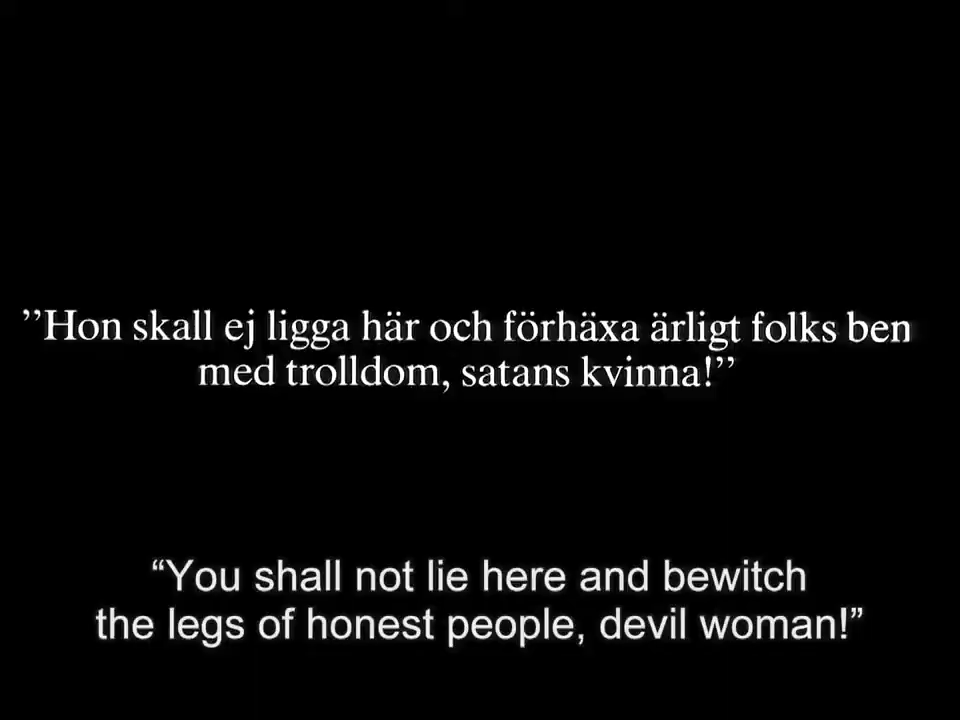 ”Hon skall ej ligga här och förhäxa ärligt folks ben
med trolldom, satans kvinna!”
“You shall not lie here and bewitch
the legs of honest people, devil woman!”